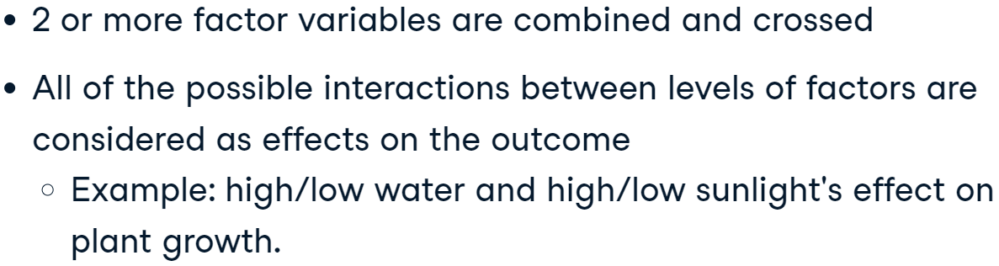 • 2 or more factor variables are combined and crossed
• All of the possible interactions between levels of factors are
considered as effects on the outcome
○ Example: high/low water and high/low sunlight's effect on
plant growth.